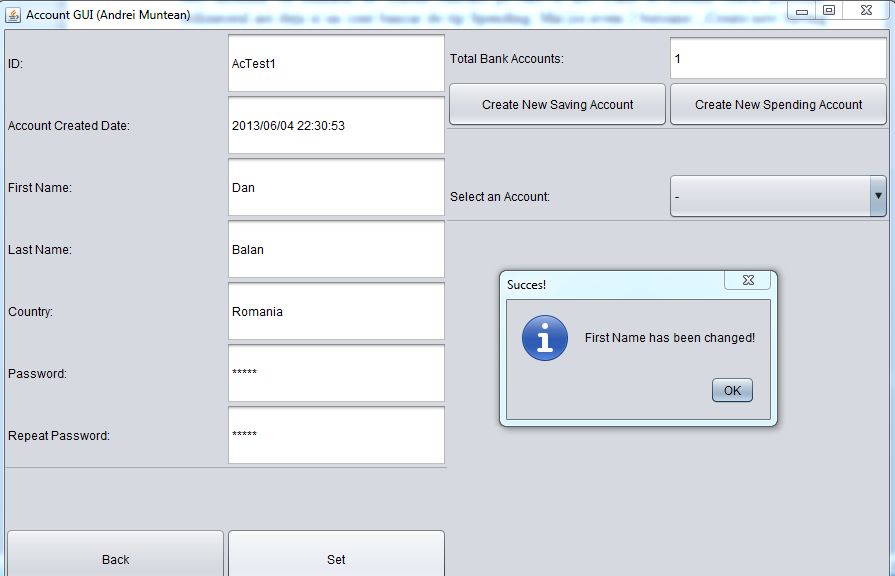 Account GUI (Andrei Muntean)
ID:
AcTest1
Account Created Date:
2013/06/04 22:30:53
First Name:
Dan
Last Name:
Balan
Country:
Romania
Password:
*****
Repeat Password:
*****
Back
Set
Total Bank Accounts:
1
Create New Saving Account
Create New Spending Account
Select an Account:
-
Succes!
First Name has been changed!
OK